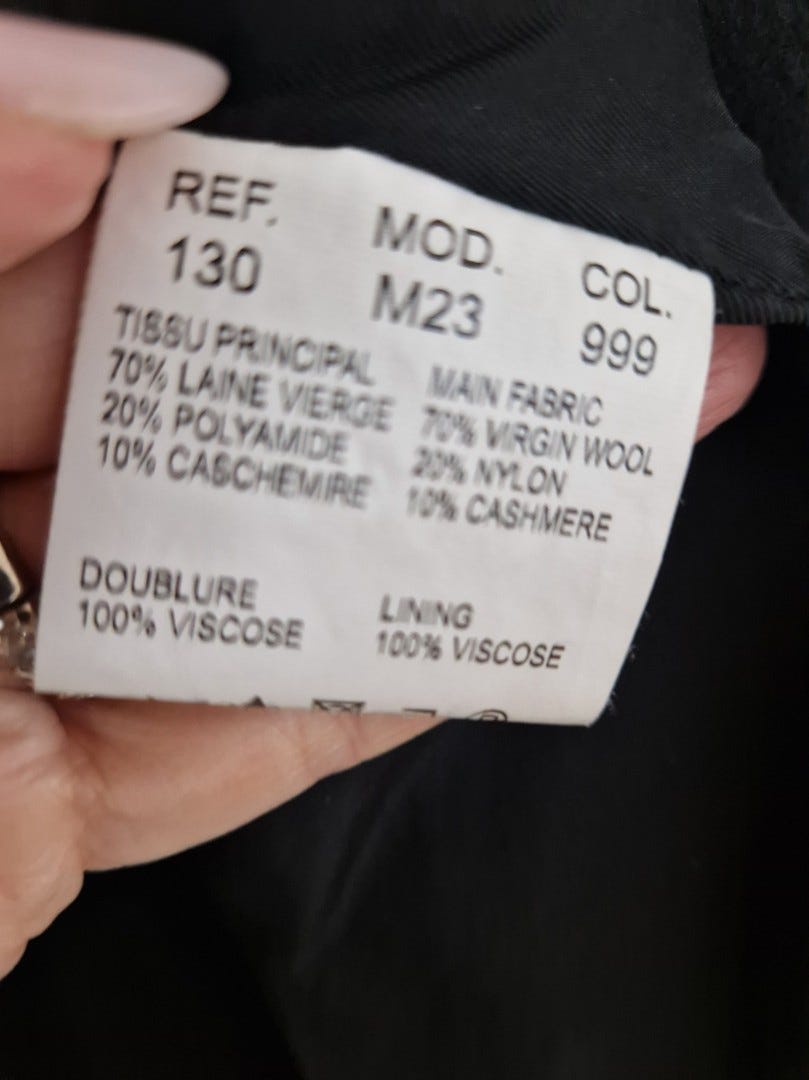 REF. MOD. COL.
130 M23 999
TISSU PRINCIPAL
70% LAINE VIERGE
20% POLYAMIDE
10% CASCHEMIRE
MAIN FABRIC
70% VIRGIN WOOL
20% NYLON
10% CASHMERE
DOUBLURE
100% VISCOSE
LINING
100% VISCOSE